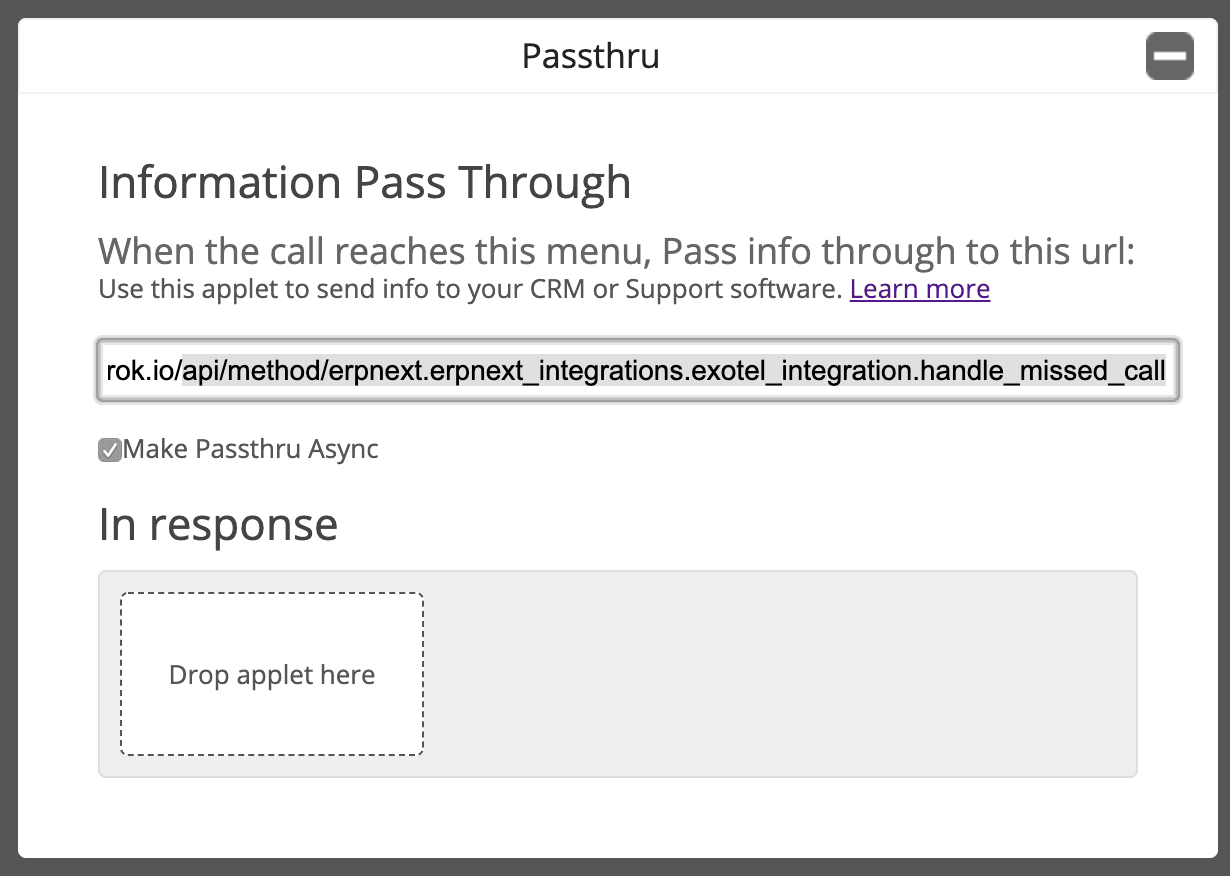 Passthru
Information Pass Through
When the call reaches this menu, Pass info through to this url:
Use this applet to send info to your CRM or Support software. Learn more
rok.io/api/method/erpnext.erpnext_integrations.exotel_integration.handle_missed_call
Make Passthru Async
In response
Drop applet here